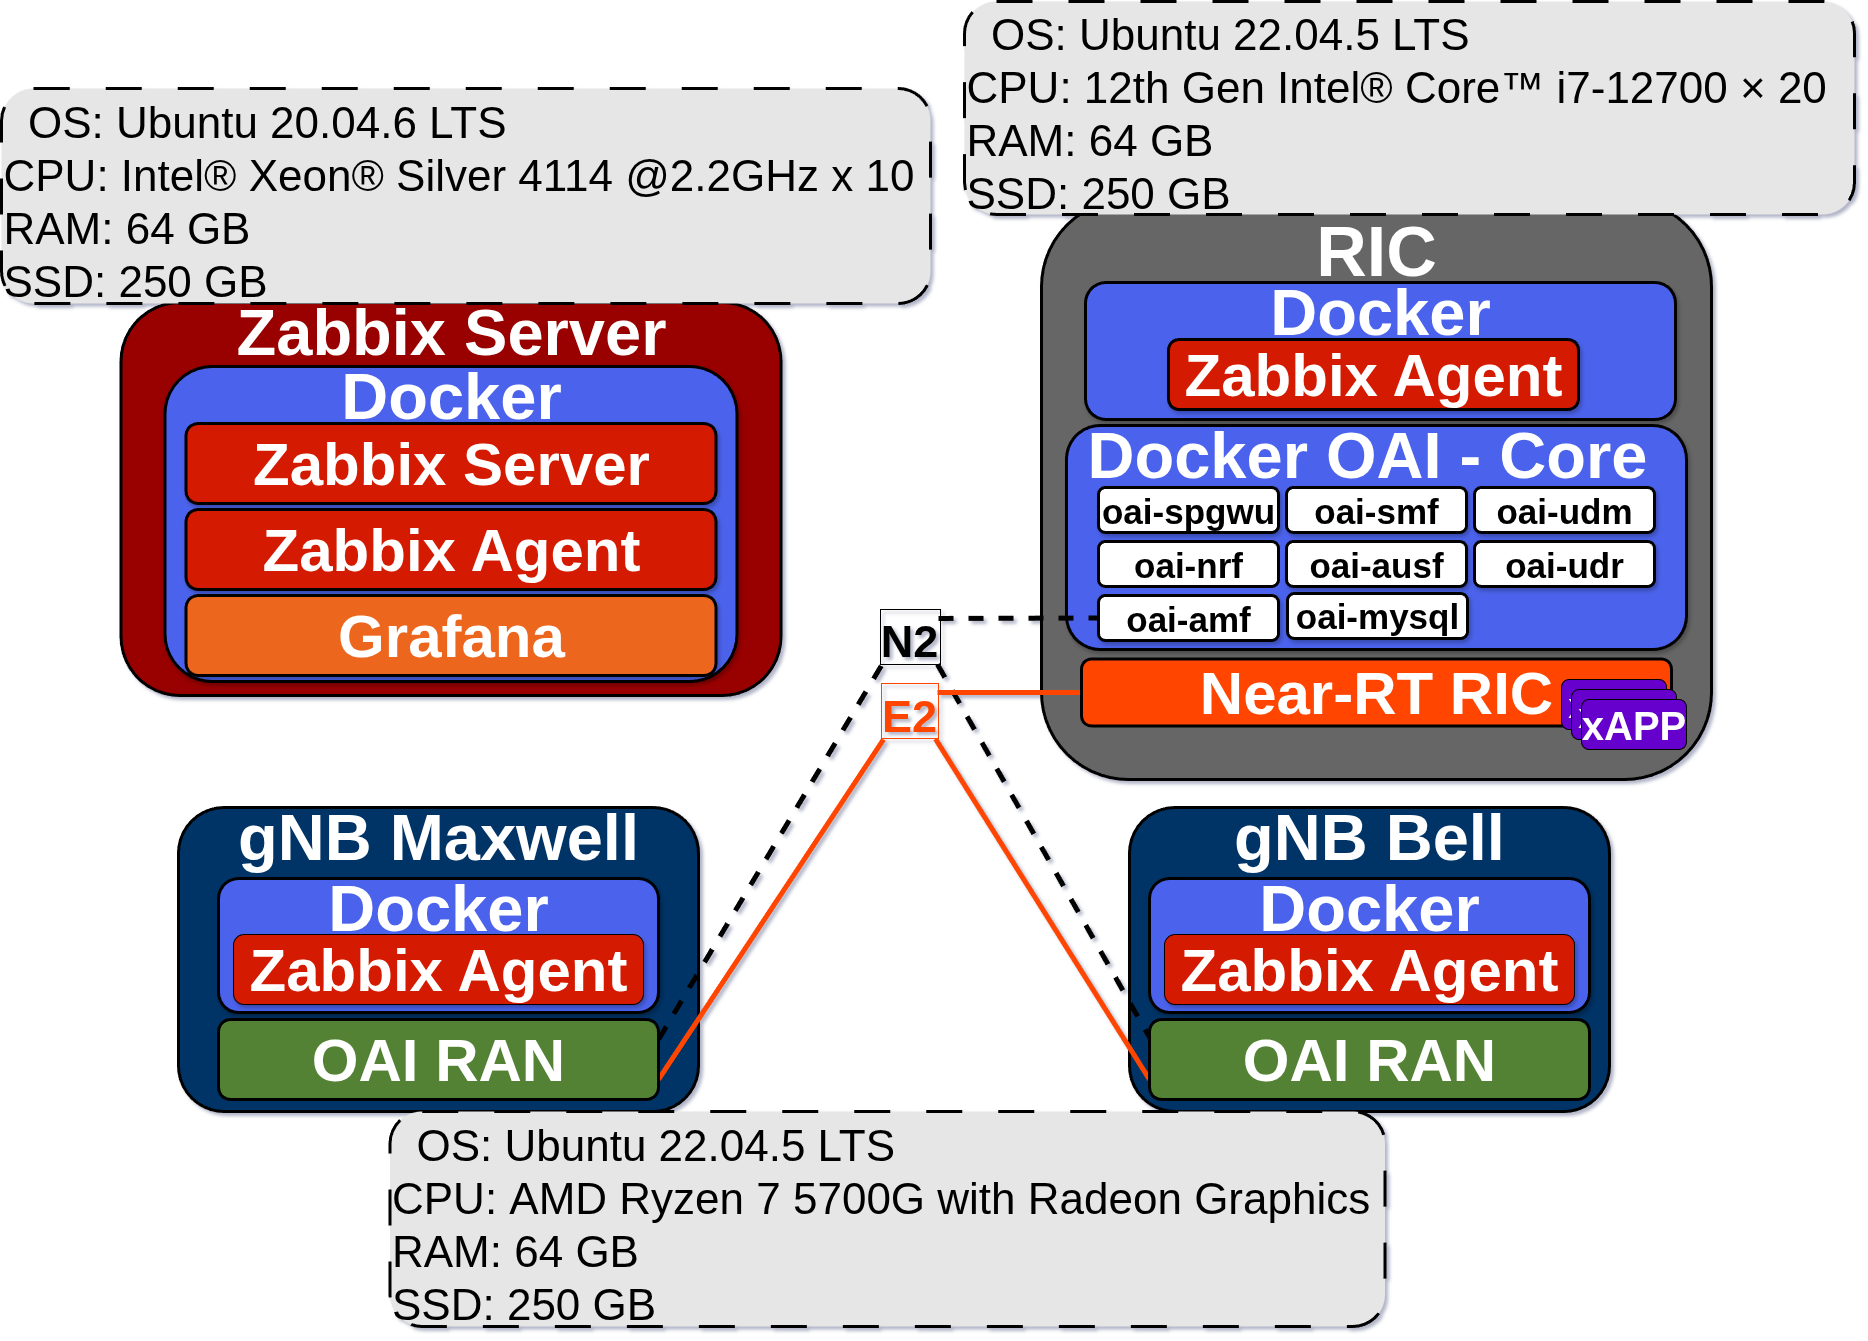 OS: Ubuntu 22.04.5 LTS
CPU: 12th Gen Intel® Core™ i7-12700 × 20
RAM: 64 GB
SSD: 250 GB
OS: Ubuntu 20.04.6 LTS
CPU: Intel® Xeon® Silver 4114 @2.2GHz x 10
RAM: 64 GB
SSD: 250 GB
Zabbix Server
Docker
Zabbix Server
Zabbix Agent
Grafana
RIC
Docker
Zabbix Agent
Docker OAI - Core
oai-spgwu
oai-smf
oai-udm
oai-nrf
oai-ausf
oai-udr
oai-amf
oai-mysql
Near-RT RIC
xAPP
N2
E2
gNB Maxwell
Docker
Zabbix Agent
OAI RAN
gNB Bell
Docker
Zabbix Agent
OAI RAN
OS: Ubuntu 22.04.5 LTS
CPU: AMD Ryzen 7 5700G with Radeon Graphics
RAM: 64 GB
SSD: 250 GB